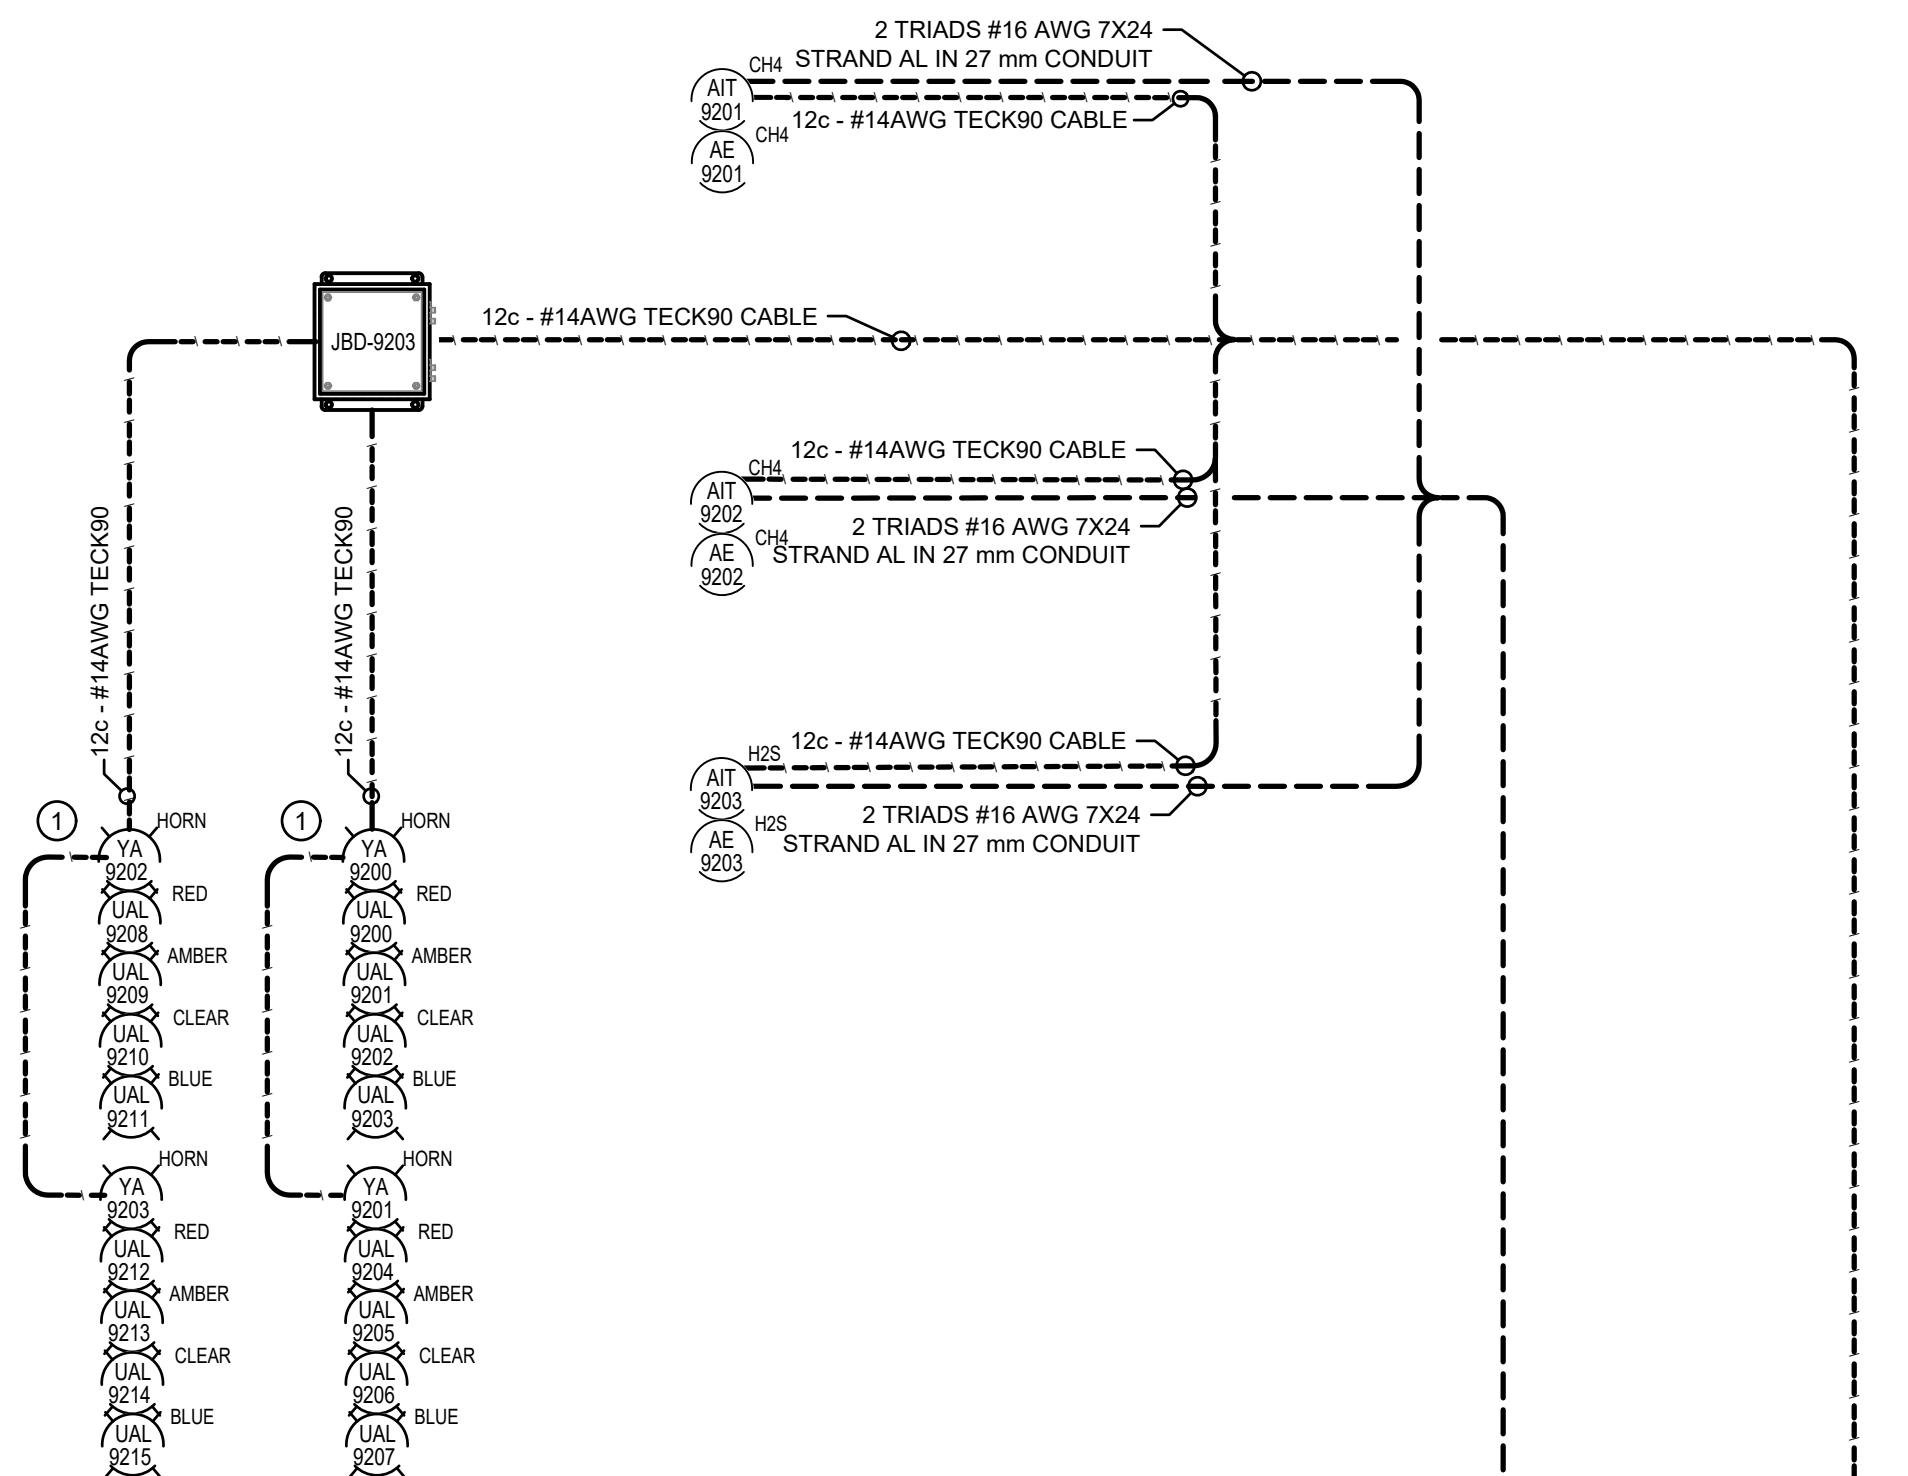 2 TRIADS #16 AWG 7X24
STRAND AL IN 27 mm CONDUIT
CH4
AIT
9201
12c - #14AWG TECK90 CABLE
CH4
AE
9201
JBD-9203
12c - #14AWG TECK90 CABLE
12c - #14AWG TECK90 CABLE
CH4
AIT
9202
2 TRIADS #16 AWG 7X24
STRAND AL IN 27 mm CONDUIT
CH4
AE
9202
12c - #14AWG TECK90 CABLE
H2S
AIT
9203
2 TRIADS #16 AWG 7X24
STRAND AL IN 27 mm CONDUIT
H2S
AE
9203
12c - #14AWG TECK90
1
HORN
YA
9202
RED
UAL
9208
AMBER
UAL
9209
CLEAR
UAL
9210
BLUE
UAL
9211
HORN
YA
9203
RED
UAL
9212
AMBER
UAL
9213
CLEAR
UAL
9214
BLUE
UAL
9215
12c - #14AWG TECK90
1
HORN
YA
9200
RED
UAL
9200
AMBER
UAL
9201
CLEAR
UAL
9202
BLUE
UAL
9203
HORN
YA
9201
RED
UAL
9204
AMBER
UAL
9205
CLEAR
UAL
9206
BLUE
UAL
9207